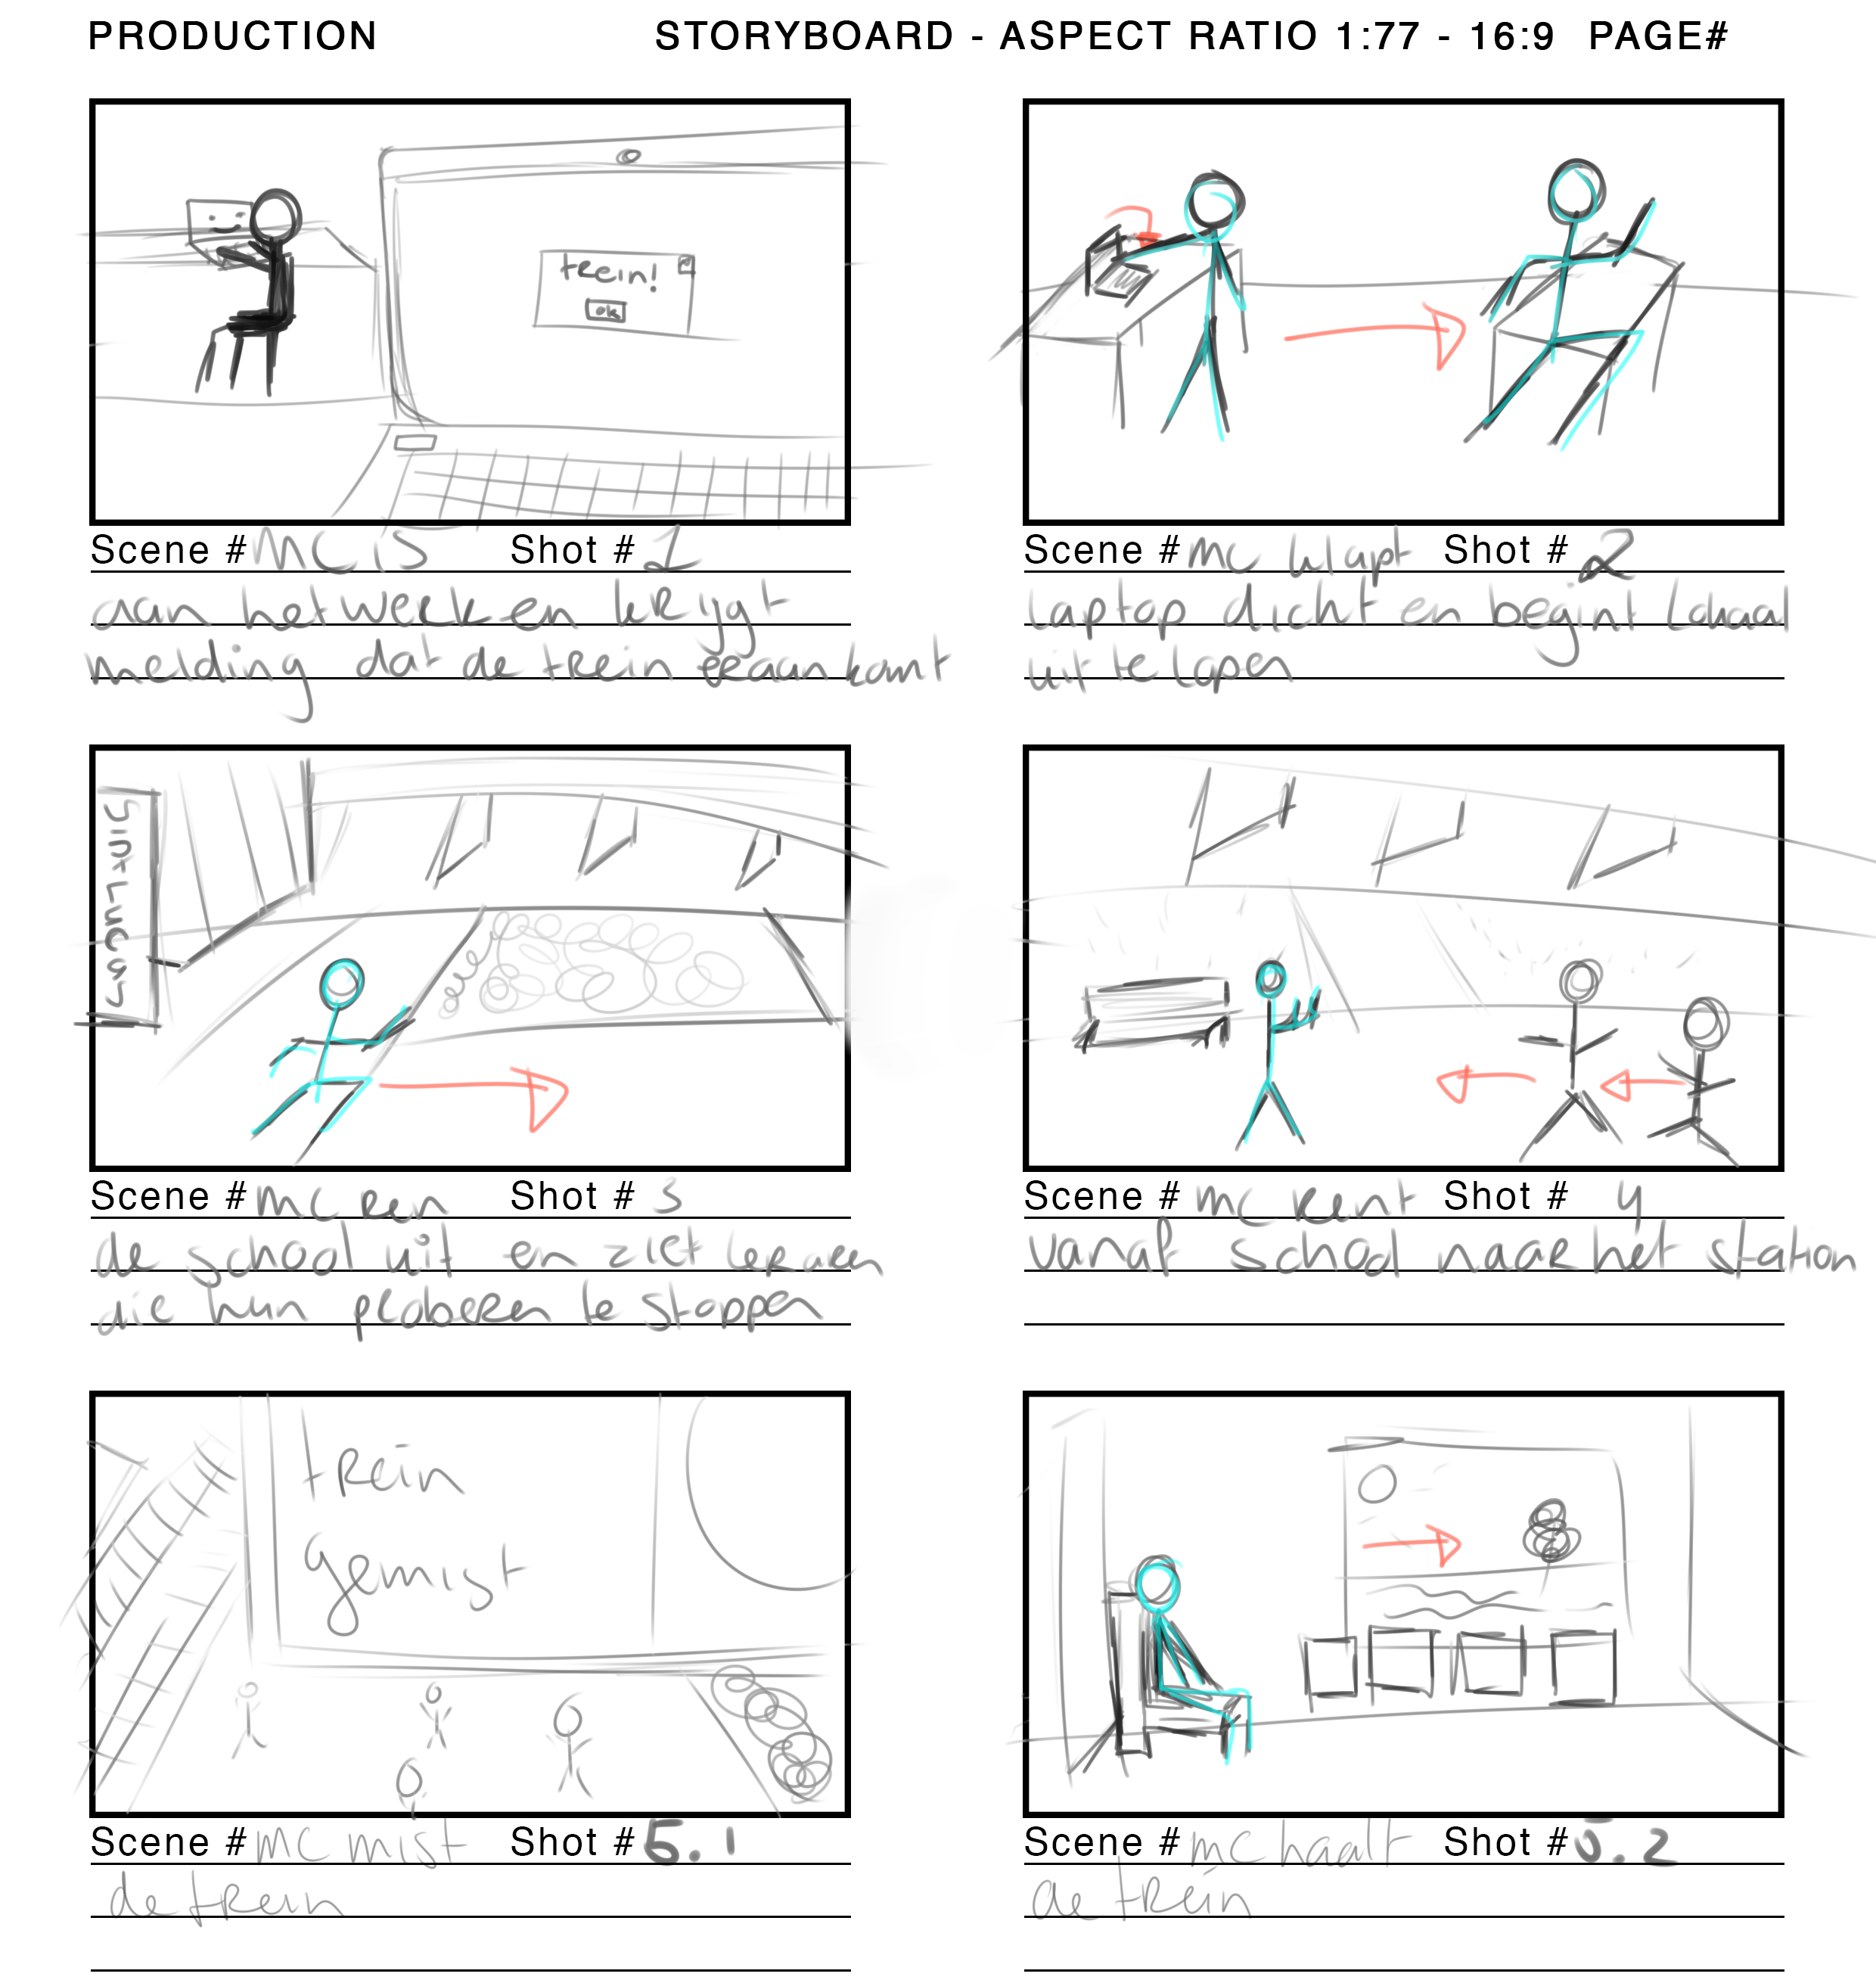 PRODUCTION STORYBOARD - ASPECT RATIO 1:77 - 16:9 PAGE#
trein!
ok
Scene # MC is Shot # 1
aan het werk en krijgt
melding dat de trein eraan komt
Scene # mc klapt Shot # 2
laptop dicht en begint lokaal
uit te lopen
Sint Lucas
Scene # mc ren Shot # 3
de school uit en ziet leraren
die hun proberen te stoppen
Scene # mc rent Shot # 4
vanaf school naar het station
trein
gemist
Scene # mc mist Shot # 5.1
de trein
Scene # mc haalt Shot # 5.2
de trein